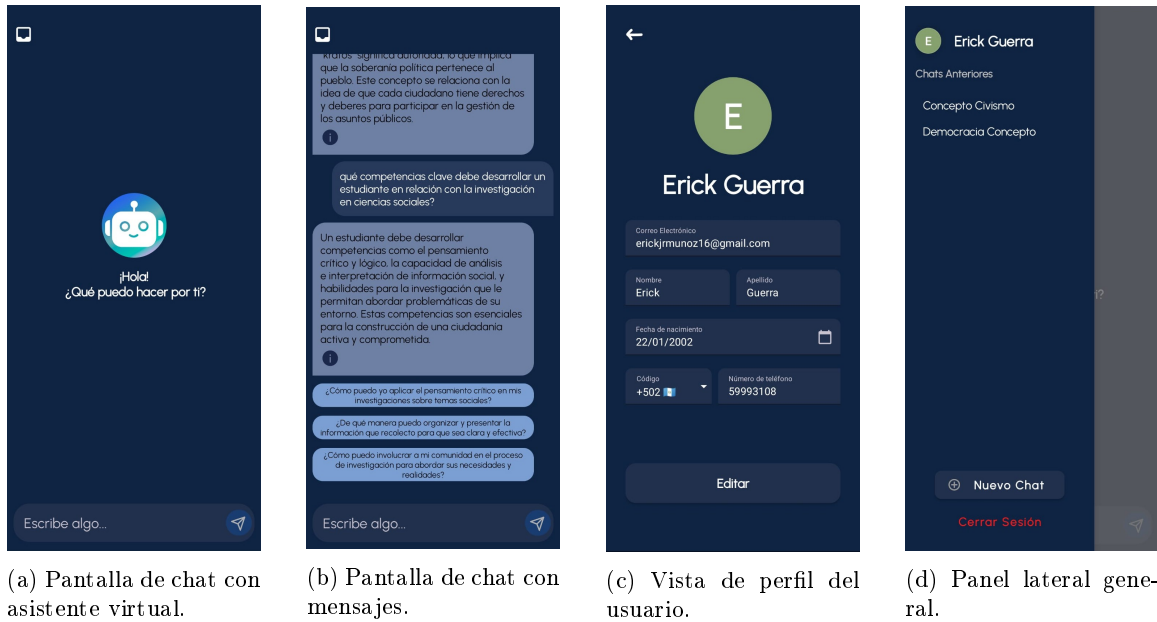 ¡Hola!
¿Qué puedo hacer por ti?
Escribe algo...
(a) Pantalla de chat con
asistente virtual.
"Kratos" significa autoridad, lo que implica
que la soberanía política pertenece al
pueblo. Este concepto se relaciona con la
idea de que cada ciudadano tiene derechos
y deberes para participar en la gestión de
los asuntos públicos.
qué competencias clave debe desarrollar un
estudiante en relación con la investigación
en ciencias sociales?
Un estudiante debe desarrollar
competencias como el pensamiento
crítico y lógico, la capacidad de análisis
e interpretación de información social, y
habilidades para la investigación que le
permitan abordar problemáticas de su
entorno. Estas competencias son esenciales
para la construcción de una ciudadanía
activa y comprometida.
¿Cómo puedo yo aplicar el pensamiento crítico en mis
investigaciones sobre temas sociales?
¿De qué manera puedo organizar y presentar la
información que recolecto para que sea clara y efectiva?
¿Cómo puedo involucrar a mi comunidad en el proceso
de investigación para abordar sus necesidades y
realidades?
Escribe algo...
(b) Pantalla de chat con
mensajes.
E
Erick Guerra
Correo Electrónico
erickjrmunoz16@gmail.com
Nombre
Erick
Apellido
Guerra
Fecha de nacimiento
22/01/2002
Código
+502
Número de teléfono
59993108
Editar
(c) Vista de perfil del
usuario.
E Erick Guerra
Chats Anteriores
Concepto Civismo
Democracia Concepto
i?
Nuevo Chat
Cerrar Sesión
(d) Panel lateral gene-
ral.